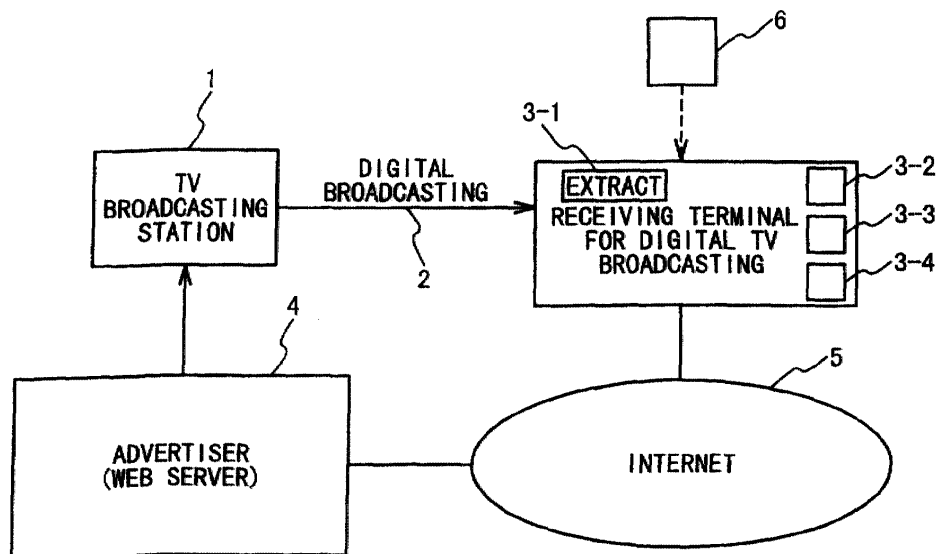 6
1
3-1
TV
BROADCASTING
STATION
DIGITAL
BROADCASTING
2
EXTRACT
RECEIVING TERMINAL
FOR DIGITAL TV
BROADCASTING
3-2
3-3
3-4
4
ADVERTISER
(WEB SERVER)
5
INTERNET